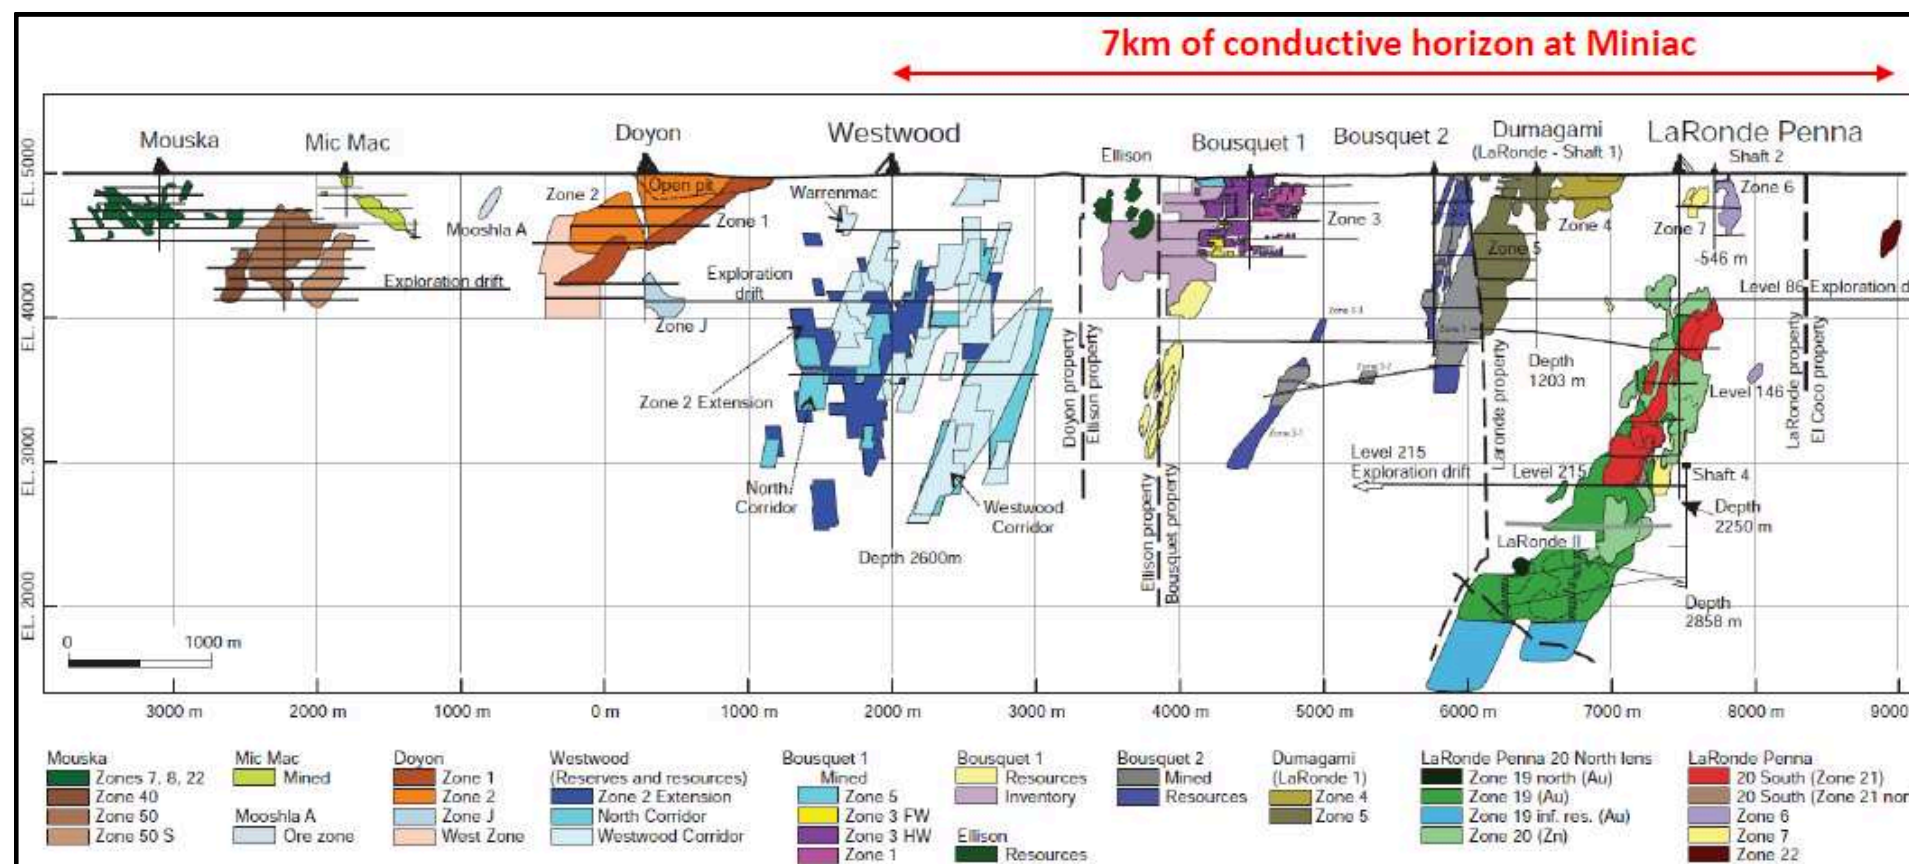 7km of conductive horizon at Miniac
Mouska
Mic Mac
Doyon
Westwood
Ellison
Bousquet 1
Bousquet 2
Dumagami
(LaRonde - Shaft 1)
LaRonde Penna
Shaft 2
EL. 5000
EL. 4000
EL. 3000
EL. 2000
Zone 2
Open pit
Zone 1
Mooshla A
Exploration drift
Zone J
Exploration
drift
Warrenmac
Zone 2 Extension
North
Corridor
Westwood
Corridor
Depth 2600m
Doyon property
Ellison property
Ellison property
Bousquet property
Zone 3
Zone 3-1
Level 215
Exploration drift
Laronde property
Zone 5
Zone 4
Depth
1203 m
Zone 6
Zone 7
-546 m
Level 86 Exploration d
Level 146
LaRonde property
El Coco property
Level 215
Shaft 4
Depth
2250 m
LaRonde II
Depth
2858 m
0 1000 m
3000 m 2000 m 1000 m 0 m 1000 m 2000 m 3000 m 4000 m 5000 m 6000 m 7000 m 8000 m 9000
Mouska
Zones 7, 8, 22
Zone 40
Zone 50
Zone 50 S
Mic Mac
Mined
Mooshla A
Ore zone
Doyon
Zone 1
Zone 2
Zone J
West Zone
Westwood
(Reserves and resources)
Zone 2 Extension
North Corridor
Westwood Corridor
Bousquet 1
Mined
Zone 5
Zone 3 FW
Zone 3 HW
Zone 1
Bousquet 1
Resources
Inventory
Ellison
Resources
Bousquet 2
Mined
Resources
Dumagami
(LaRonde 1)
Zone 4
Zone 5
LaRonde Penna 20 North lens
Zone 19 north (Au)
Zone 19 (Au)
Zone 19 inf. res. (Au)
Zone 20 (Zn)
LaRonde Penna
20 South (Zone 21)
20 South (Zone 21 nor
Zone 6
Zone 7
Zone 22